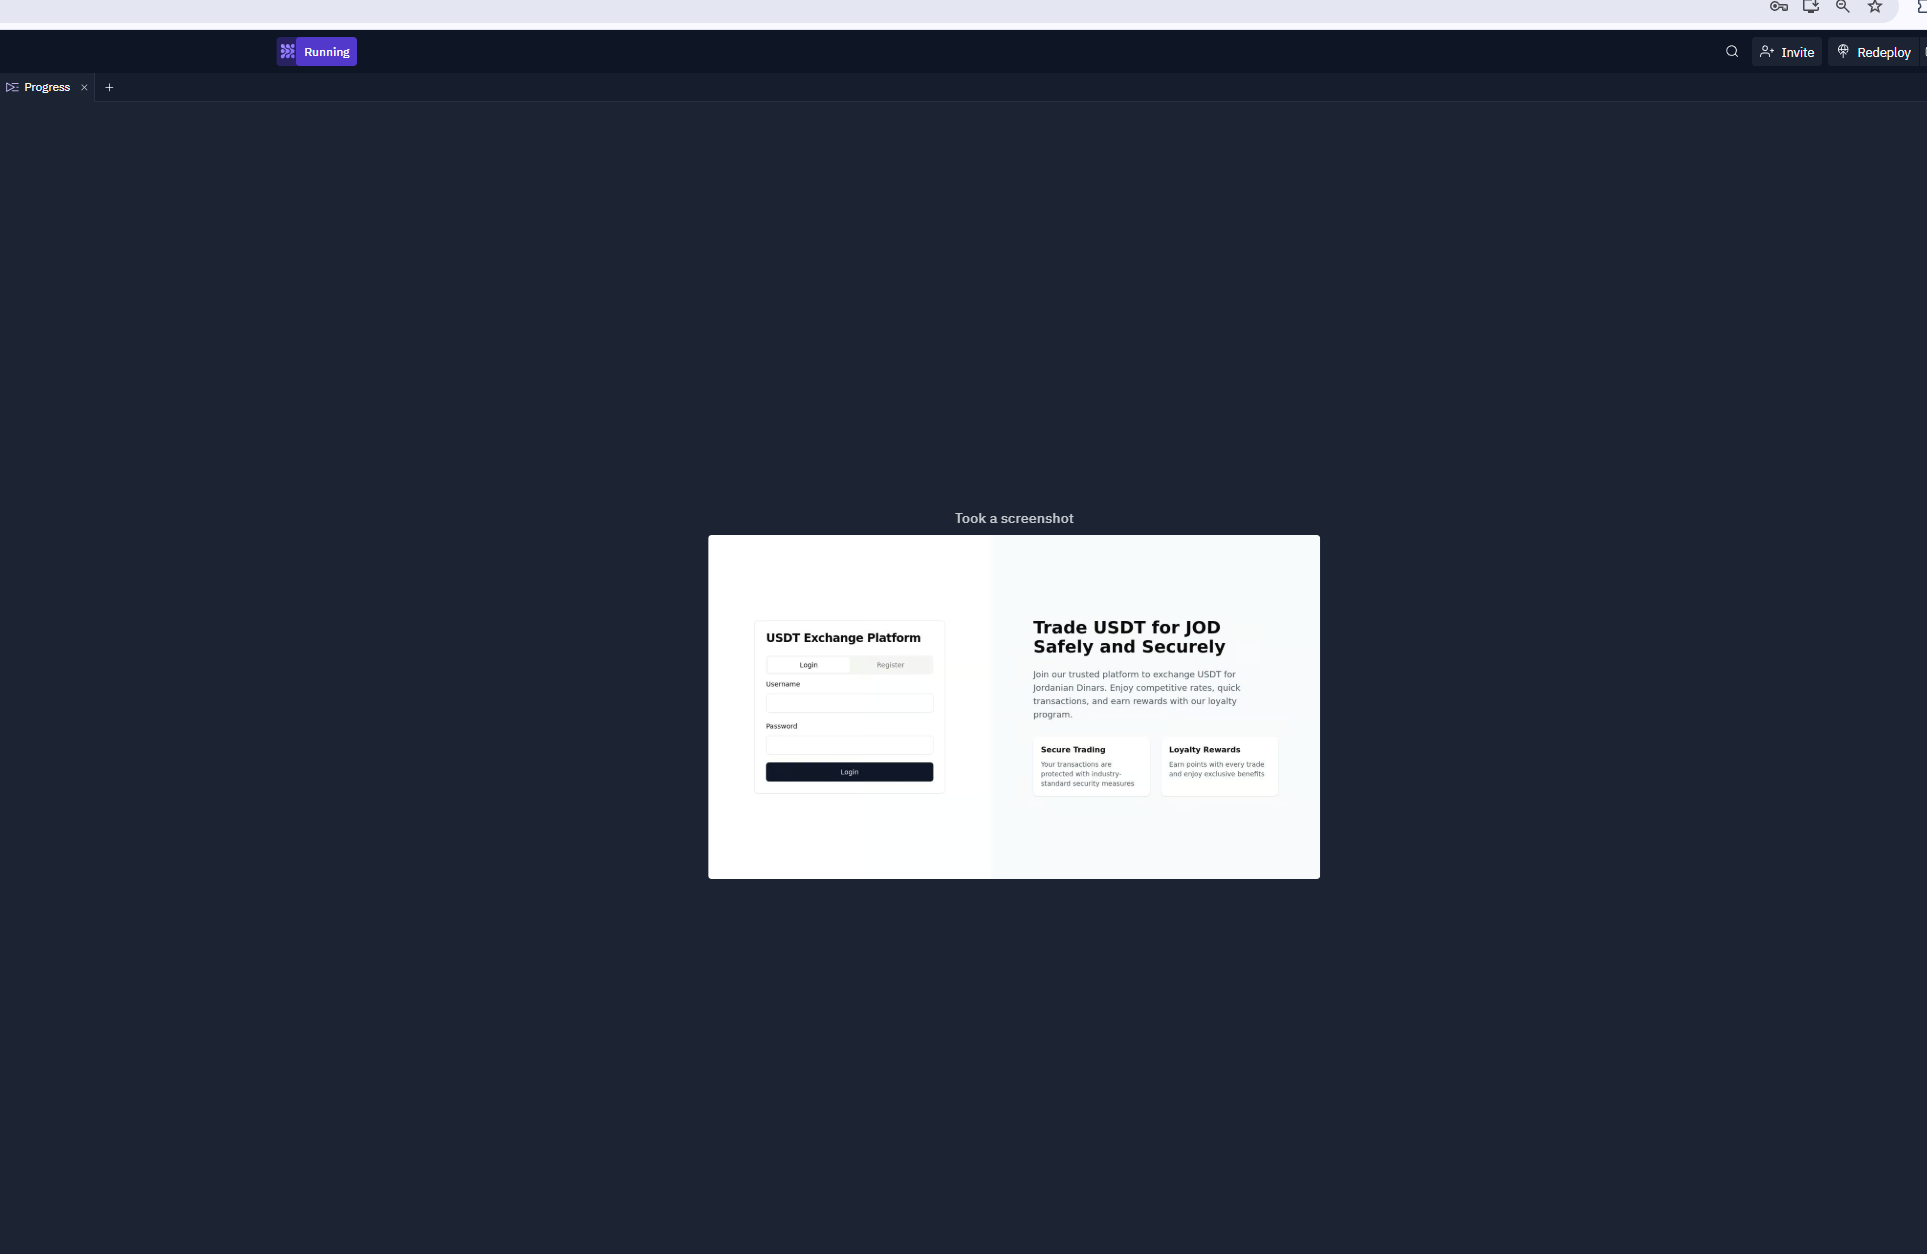 Running
Invite
Redeploy
Progress
Took a screenshot
USDT Exchange Platform
Login
Register
Username
Password
Login
Trade USDT for JOD
Safely and Securely
Join our trusted platform to exchange USDT for
Jordanian Dinars. Enjoy competitive rates, quick
transactions, and earn rewards with our loyalty
program.
Secure Trading
Your transactions are
protected with industry-
standard security measures
Loyalty Rewards
Earn points with every trade
and enjoy exclusive benefits